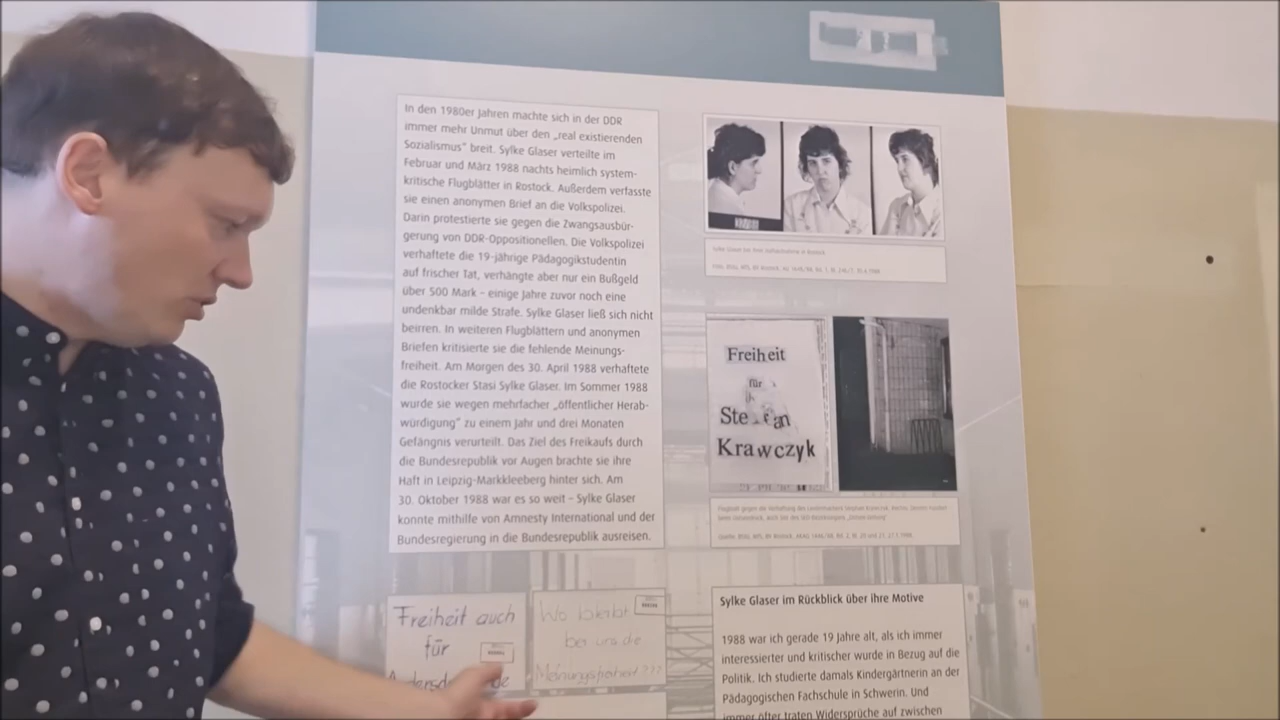 In den 1980er Jahren machte sich in der DDR
immer mehr Unmut über den „real existierenden
Sozialismus“ breit. Sylke Glaser verteilte im
Februar und März 1988 nachts heimlich system-
kritische Flugblätter in Rostock. Außerdem verfasste
sie einen anonymen Brief an die Volkspolizei.
Darin protestierte sie gegen die Zwangsausbür-
gerung von DDR-Oppositionellen. Die Volkspolizei
verhaftete die 19-jährige Pädagogikstudentin
auf frischer Tat, verhängte aber nur ein Bußgeld
über 500 Mark – einige Jahre zuvor noch eine
undenkbar milde Strafe. Sylke Glaser ließ sich nicht
beirren. In weiteren Flugblättern und anonymen
Briefen kritisierte sie die fehlende Meinungs-
freiheit. Am Morgen des 30. April 1988 verhaftete
die Rostocker Stasi Sylke Glaser. Im Sommer 1988
wurde sie wegen mehrfacher „öffentlicher Herab-
würdigung“ zu einem Jahr und drei Monaten
Gefängnis verurteilt. Das Ziel des Freikaufs durch
die Bundesrepublik vor Augen brachte sie ihre
Haft in Leipzig-Markkleeberg hinter sich. Am
30. Oktober 1988 war es so weit – Sylke Glaser
konnte mithilfe von Amnesty International und der
Bundesregierung in die Bundesrepublik ausreisen.
Freiheit
für
Krawczyk
Freiheit auch
für
Wo bleibt
bei uns die
Meinungsfreiheit???
Sylke Glaser im Rückblick über ihre Motive
1988 war ich gerade 19 Jahre alt, als ich immer
interessierter und kritischer wurde in Bezug auf die
Politik. Ich studierte damals Kindergärtnerin an der
Pädagogischen Fachschule in Schwerin. Und
immer öfter traten Widersprüche auf zwischen